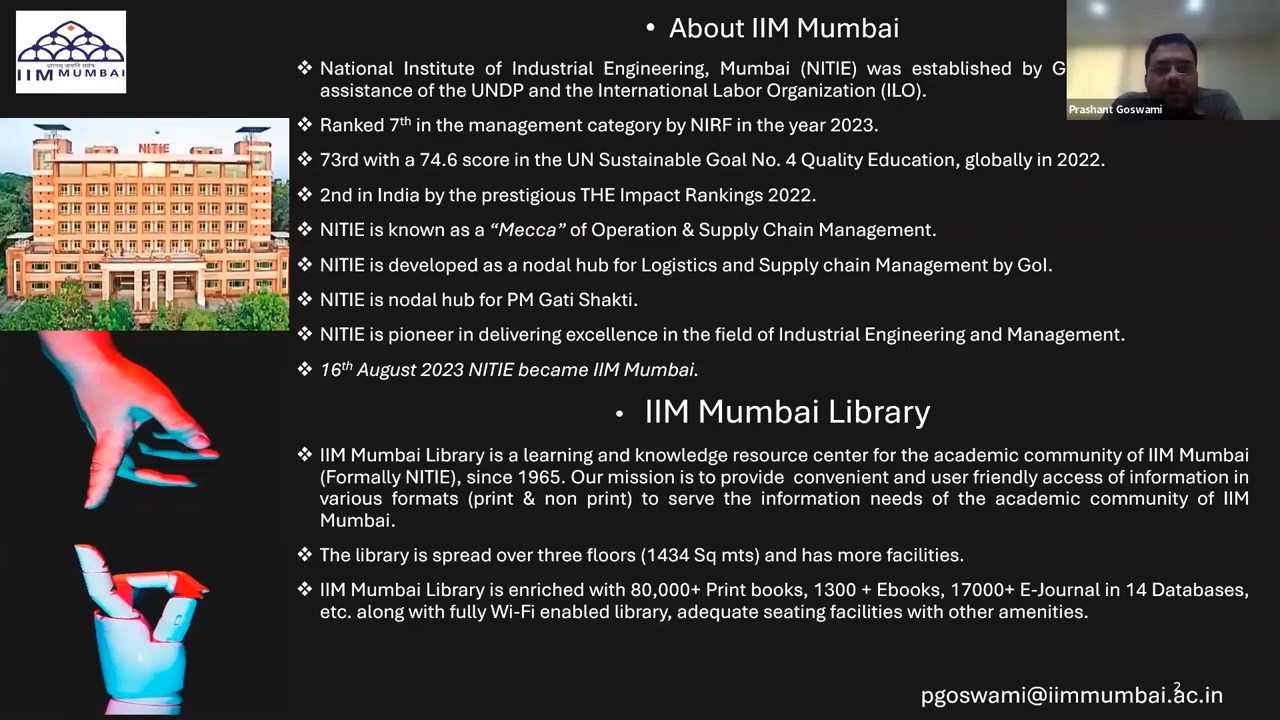 • About IIM Mumbai
❖ National Institute of Industrial Engineering, Mumbai (NITIE) was established by G
assistance of the UNDP and the International Labor Organization (ILO).
❖ Ranked 7th in the management category by NIRF in the year 2023.
❖ 73rd with a 74.6 score in the UN Sustainable Goal No. 4 Quality Education, globally in 2022.
❖ 2nd in India by the prestigious THE Impact Rankings 2022.
❖ NITIE is known as a “Mecca” of Operation & Supply Chain Management.
❖ NITIE is developed as a nodal hub for Logistics and Supply chain Management by GoI.
❖ NITIE is nodal hub for PM Gati Shakti.
❖ NITIE is pioneer in delivering excellence in the field of Industrial Engineering and Management.
❖ 16th August 2023 NITIE became IIM Mumbai.
• IIM Mumbai Library
❖ IIM Mumbai Library is a learning and knowledge resource center for the academic community of IIM Mumbai
(Formally NITIE), since 1965. Our mission is to provide convenient and user friendly access of information in
various formats (print & non print) to serve the information needs of the academic community of IIM
Mumbai.
❖ The library is spread over three floors (1434 Sq mts) and has more facilities.
❖ IIM Mumbai Library is enriched with 80,000+ Print books, 1300 + Ebooks, 17000+ E-Journal in 14 Databases,
etc. along with fully Wi-Fi enabled library, adequate seating facilities with other amenities.
pgoswami@iimmumbai.ac.in
2
IIM MUMBAI
NITIE
Prashant Goswami